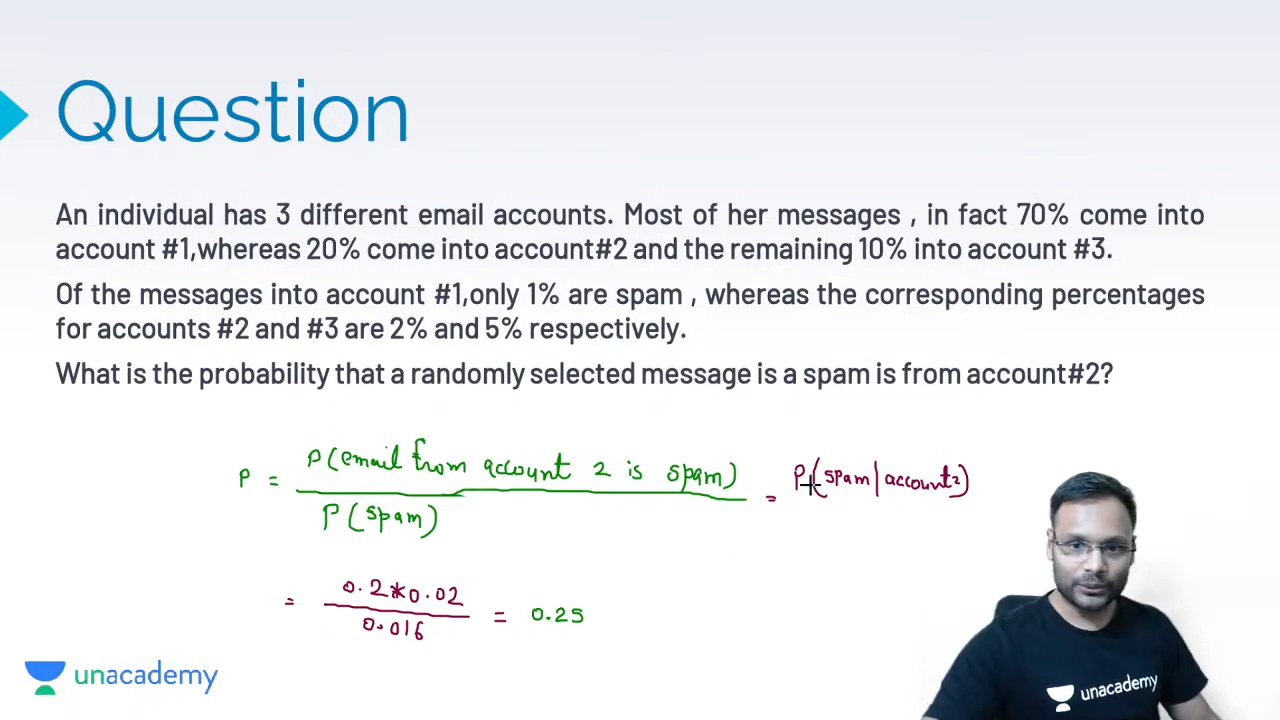 Question
An individual has 3 different email accounts. Most of her messages , in fact 70% come into
account #1,whereas 20% come into account#2 and the remaining 10% into account #3.
Of the messages into account #1,only 1% are spam , whereas the corresponding percentages
for accounts #2 and #3 are 2% and 5% respectively.
What is the probability that a randomly selected message is a spam is from account#2?
P = P(email from account 2 is spam) / P(spam) = P(spam|account2)
= 0.2*0.02 / 0.016 = 0.25
unacademy
unacademy